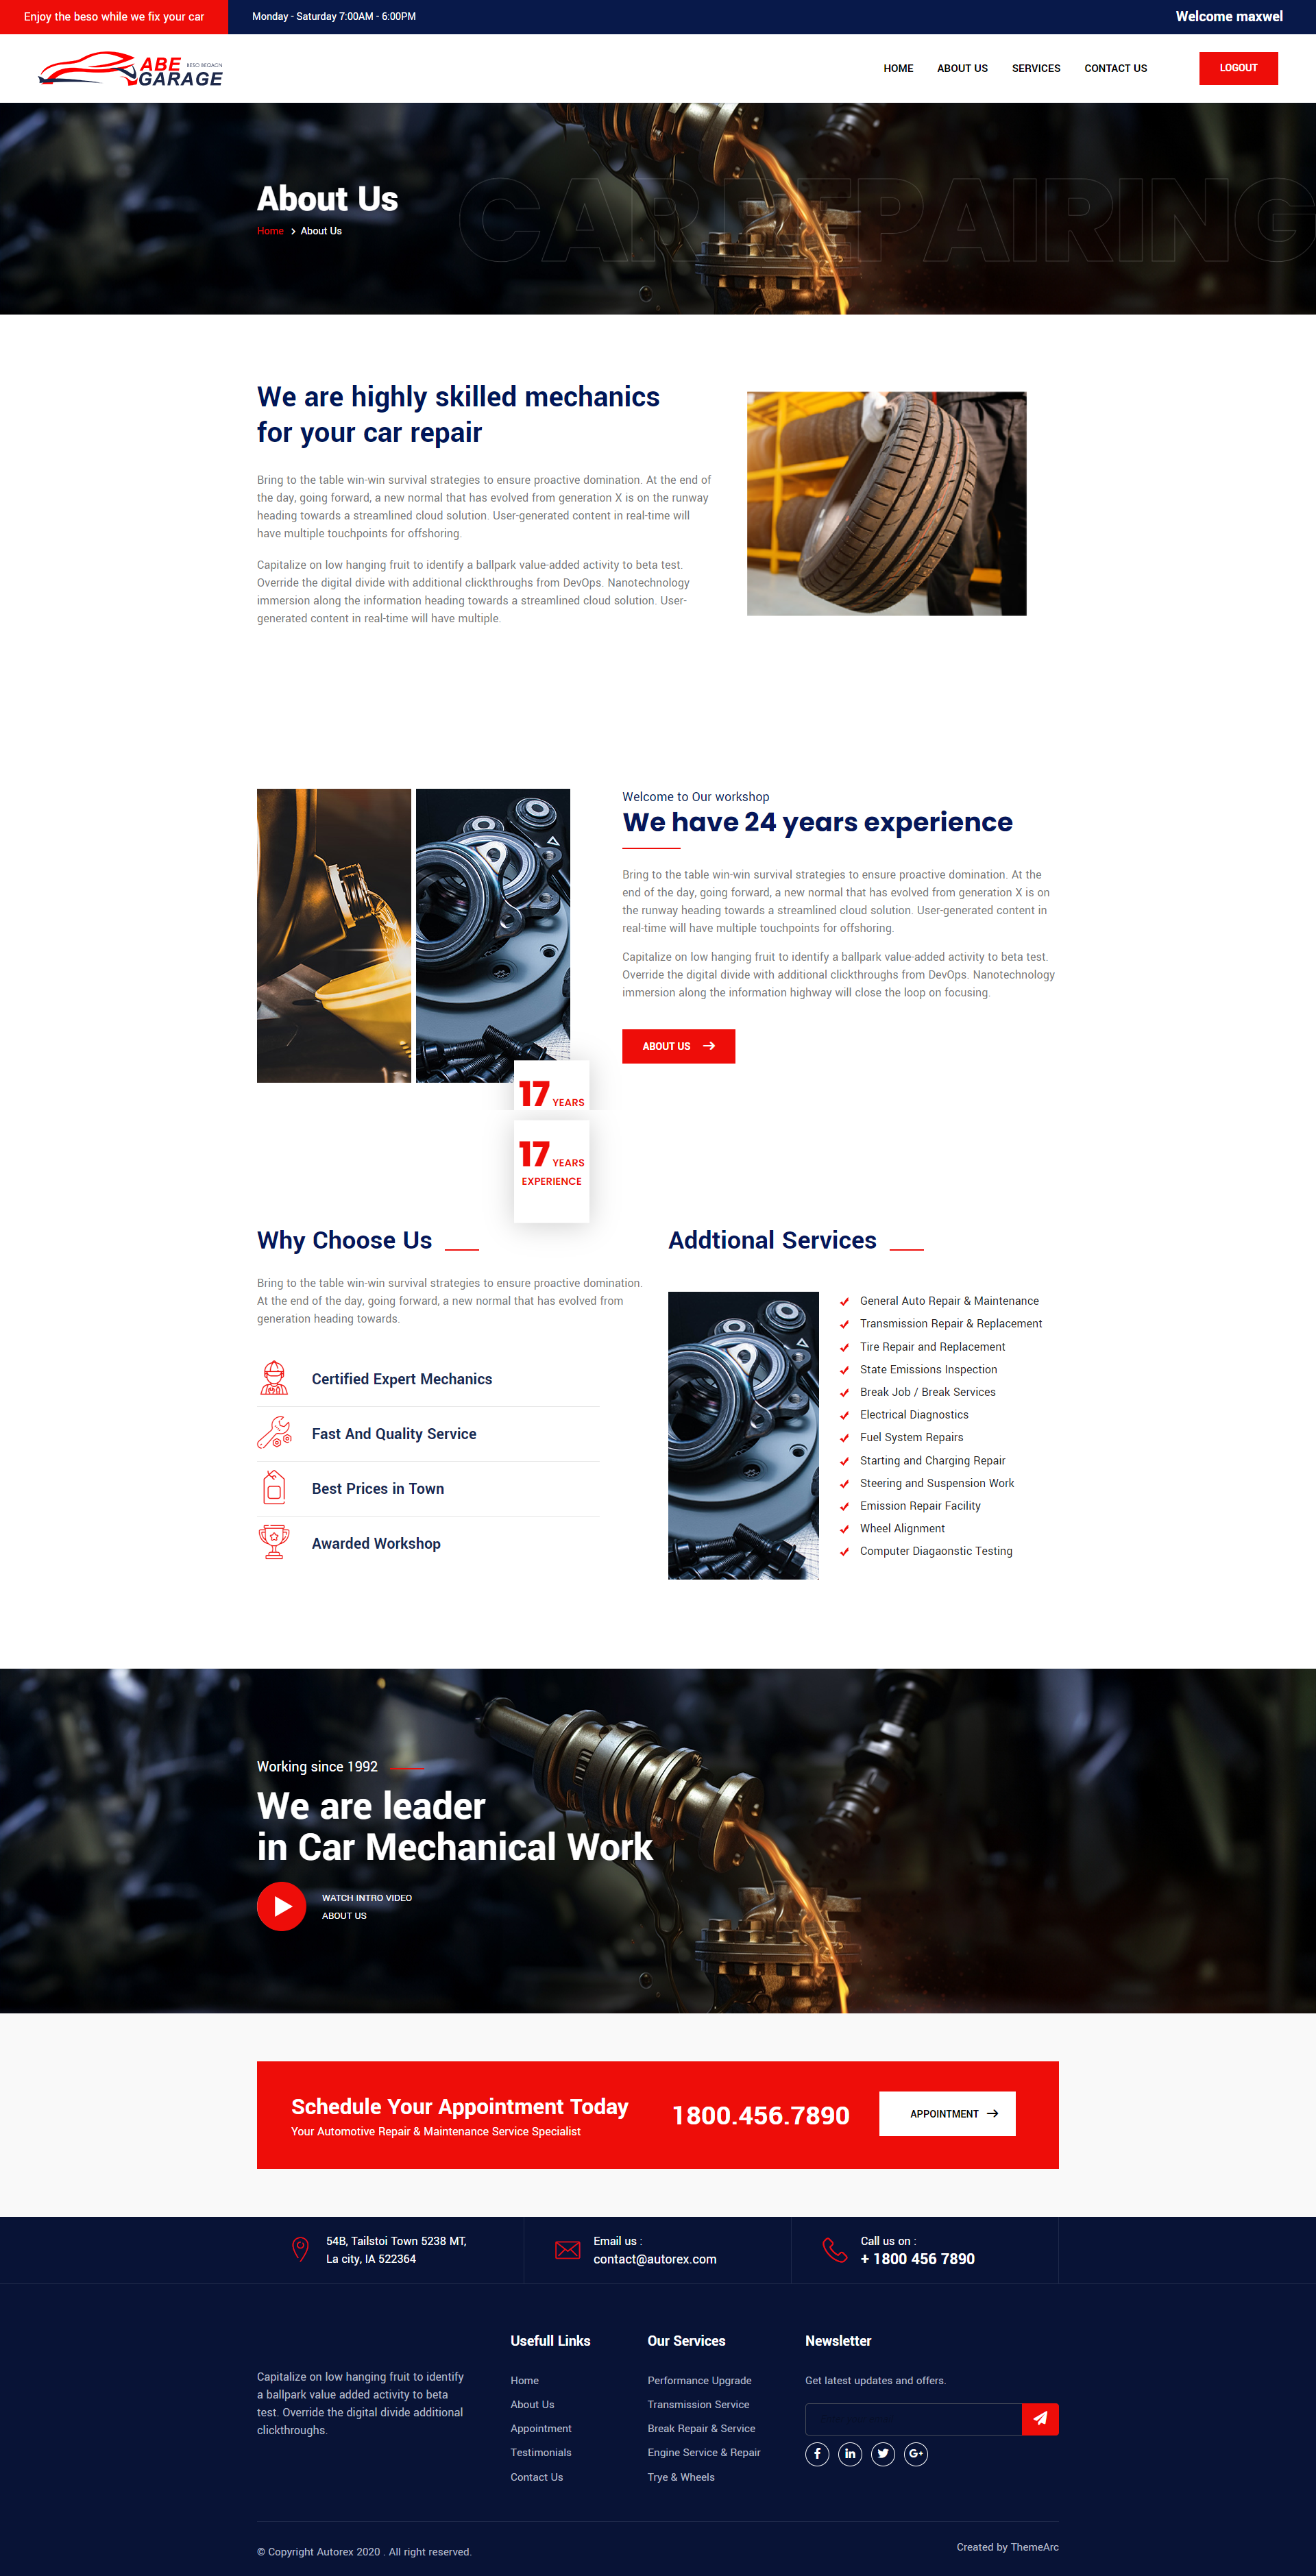 Enjoy the beso while we fix your car
Monday - Saturday 7:00AM - 6:00PM
Welcome maxwel
ABE
BESO BEGACN
GARAGE
HOME
ABOUT US
SERVICES
CONTACT US
LOGOUT
CAR REPAIRING
About Us
Home > About Us
We are highly skilled mechanics
for your car repair
Bring to the table win-win survival strategies to ensure proactive domination. At the end of
the day, going forward, a new normal that has evolved from generation X is on the runway
heading towards a streamlined cloud solution. User-generated content in real-time will
have multiple touchpoints for offshoring.
Capitalize on low hanging fruit to identify a ballpark value-added activity to beta test.
Override the digital divide with additional clickthroughs from DevOps. Nanotechnology
immersion along the information heading towards a streamlined cloud solution. User-
generated content in real-time will have multiple.
Welcome to Our workshop
We have 24 years experience
Bring to the table win-win survival strategies to ensure proactive domination. At the
end of the day, going forward, a new normal that has evolved from generation X is on
the runway heading towards a streamlined cloud solution. User-generated content in
real-time will have multiple touchpoints for offshoring.
Capitalize on low hanging fruit to identify a ballpark value-added activity to beta test.
Override the digital divide with additional clickthroughs from DevOps. Nanotechnology
immersion along the information highway will close the loop on focusing.
ABOUT US
17 YEARS
17 YEARS
EXPERIENCE
Why Choose Us
Bring to the table win-win survival strategies to ensure proactive domination.
At the end of the day, going forward, a new normal that has evolved from
generation heading towards.
Certified Expert Mechanics
Fast And Quality Service
Best Prices in Town
Awarded Workshop
Addtional Services
General Auto Repair & Maintenance
Transmission Repair & Replacement
Tire Repair and Replacement
State Emissions Inspection
Break Job / Break Services
Electrical Diagnostics
Fuel System Repairs
Starting and Charging Repair
Steering and Suspension Work
Emission Repair Facility
Wheel Alignment
Computer Diagaonstic Testing
Working since 1992
We are leader
in Car Mechanical Work
WATCH INTRO VIDEO
ABOUT US
Schedule Your Appointment Today
Your Automotive Repair & Maintenance Service Specialist
1800.456.7890
APPOINTMENT
54B, Tailstoi Town 5238 MT,
La city, IA 522364
Email us :
contact@autorex.com
Call us on :
+ 1800 456 7890
Capitalize on low hanging fruit to identify
a ballpark value added activity to beta
test. Override the digital divide additional
clickthroughs.
Usefull Links
Home
About Us
Appointment
Testimonials
Contact Us
Our Services
Performance Upgrade
Transmission Service
Break Repair & Service
Engine Service & Repair
Trye & Wheels
Newsletter
Get latest updates and offers.
© Copyright Autorex 2020 . All right reserved.
Created by ThemeArc